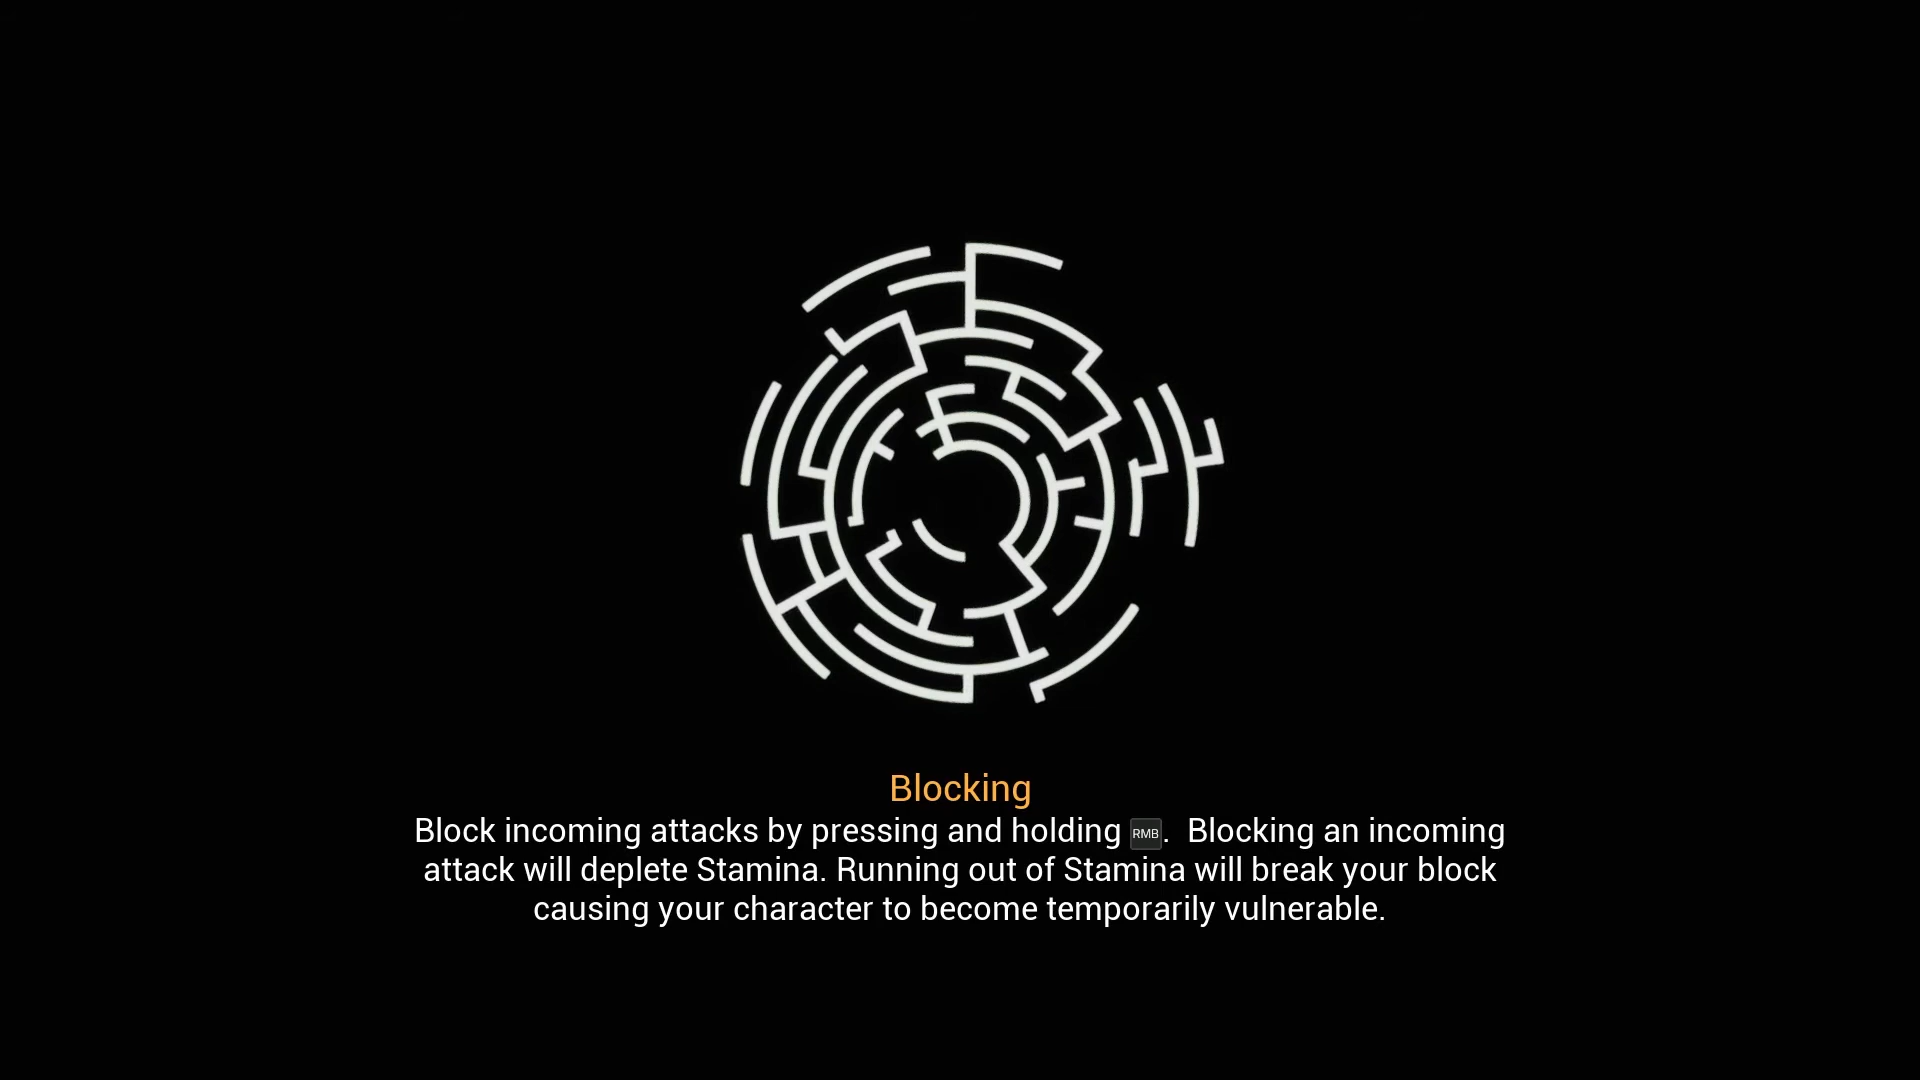 Blocking
Block incoming attacks by pressing and holding RMB.  Blocking an incoming
attack will deplete Stamina. Running out of Stamina will break your block
causing your character to become temporarily vulnerable.